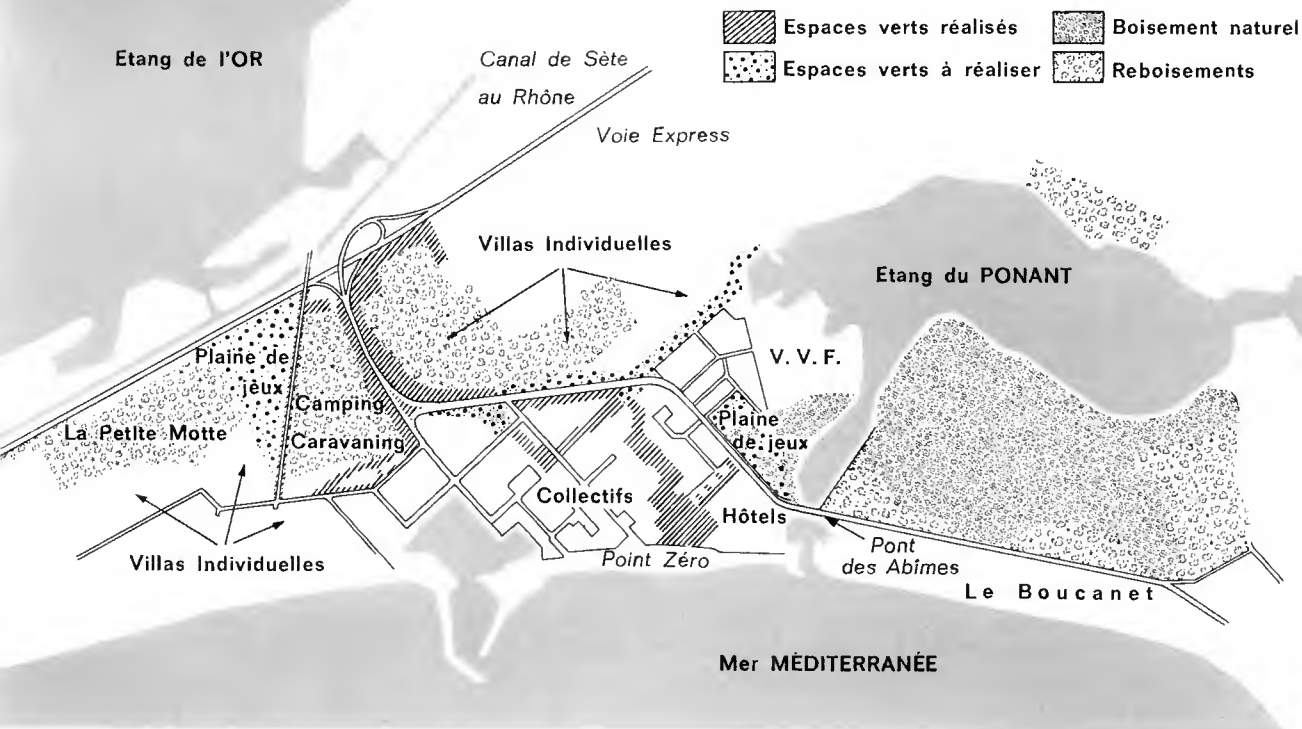 Espaces verts réalisés
Boisement naturel
Espaces verts à réaliser
Reboisements
Etang de l'OR
Canal de Sète
au Rhône
Voie Express
Villas Individuelles
Etang du PONANT
Plaine de
jeux
Camping
Caravaning
La Petite Motte
V. V. F.
Plaine
de jeux
Collectifs
Hôtels
Villas Individuelles
Point Zéro
Pont
des Abîmes
Le Boucanet
Mer MÉDITERRANÉE